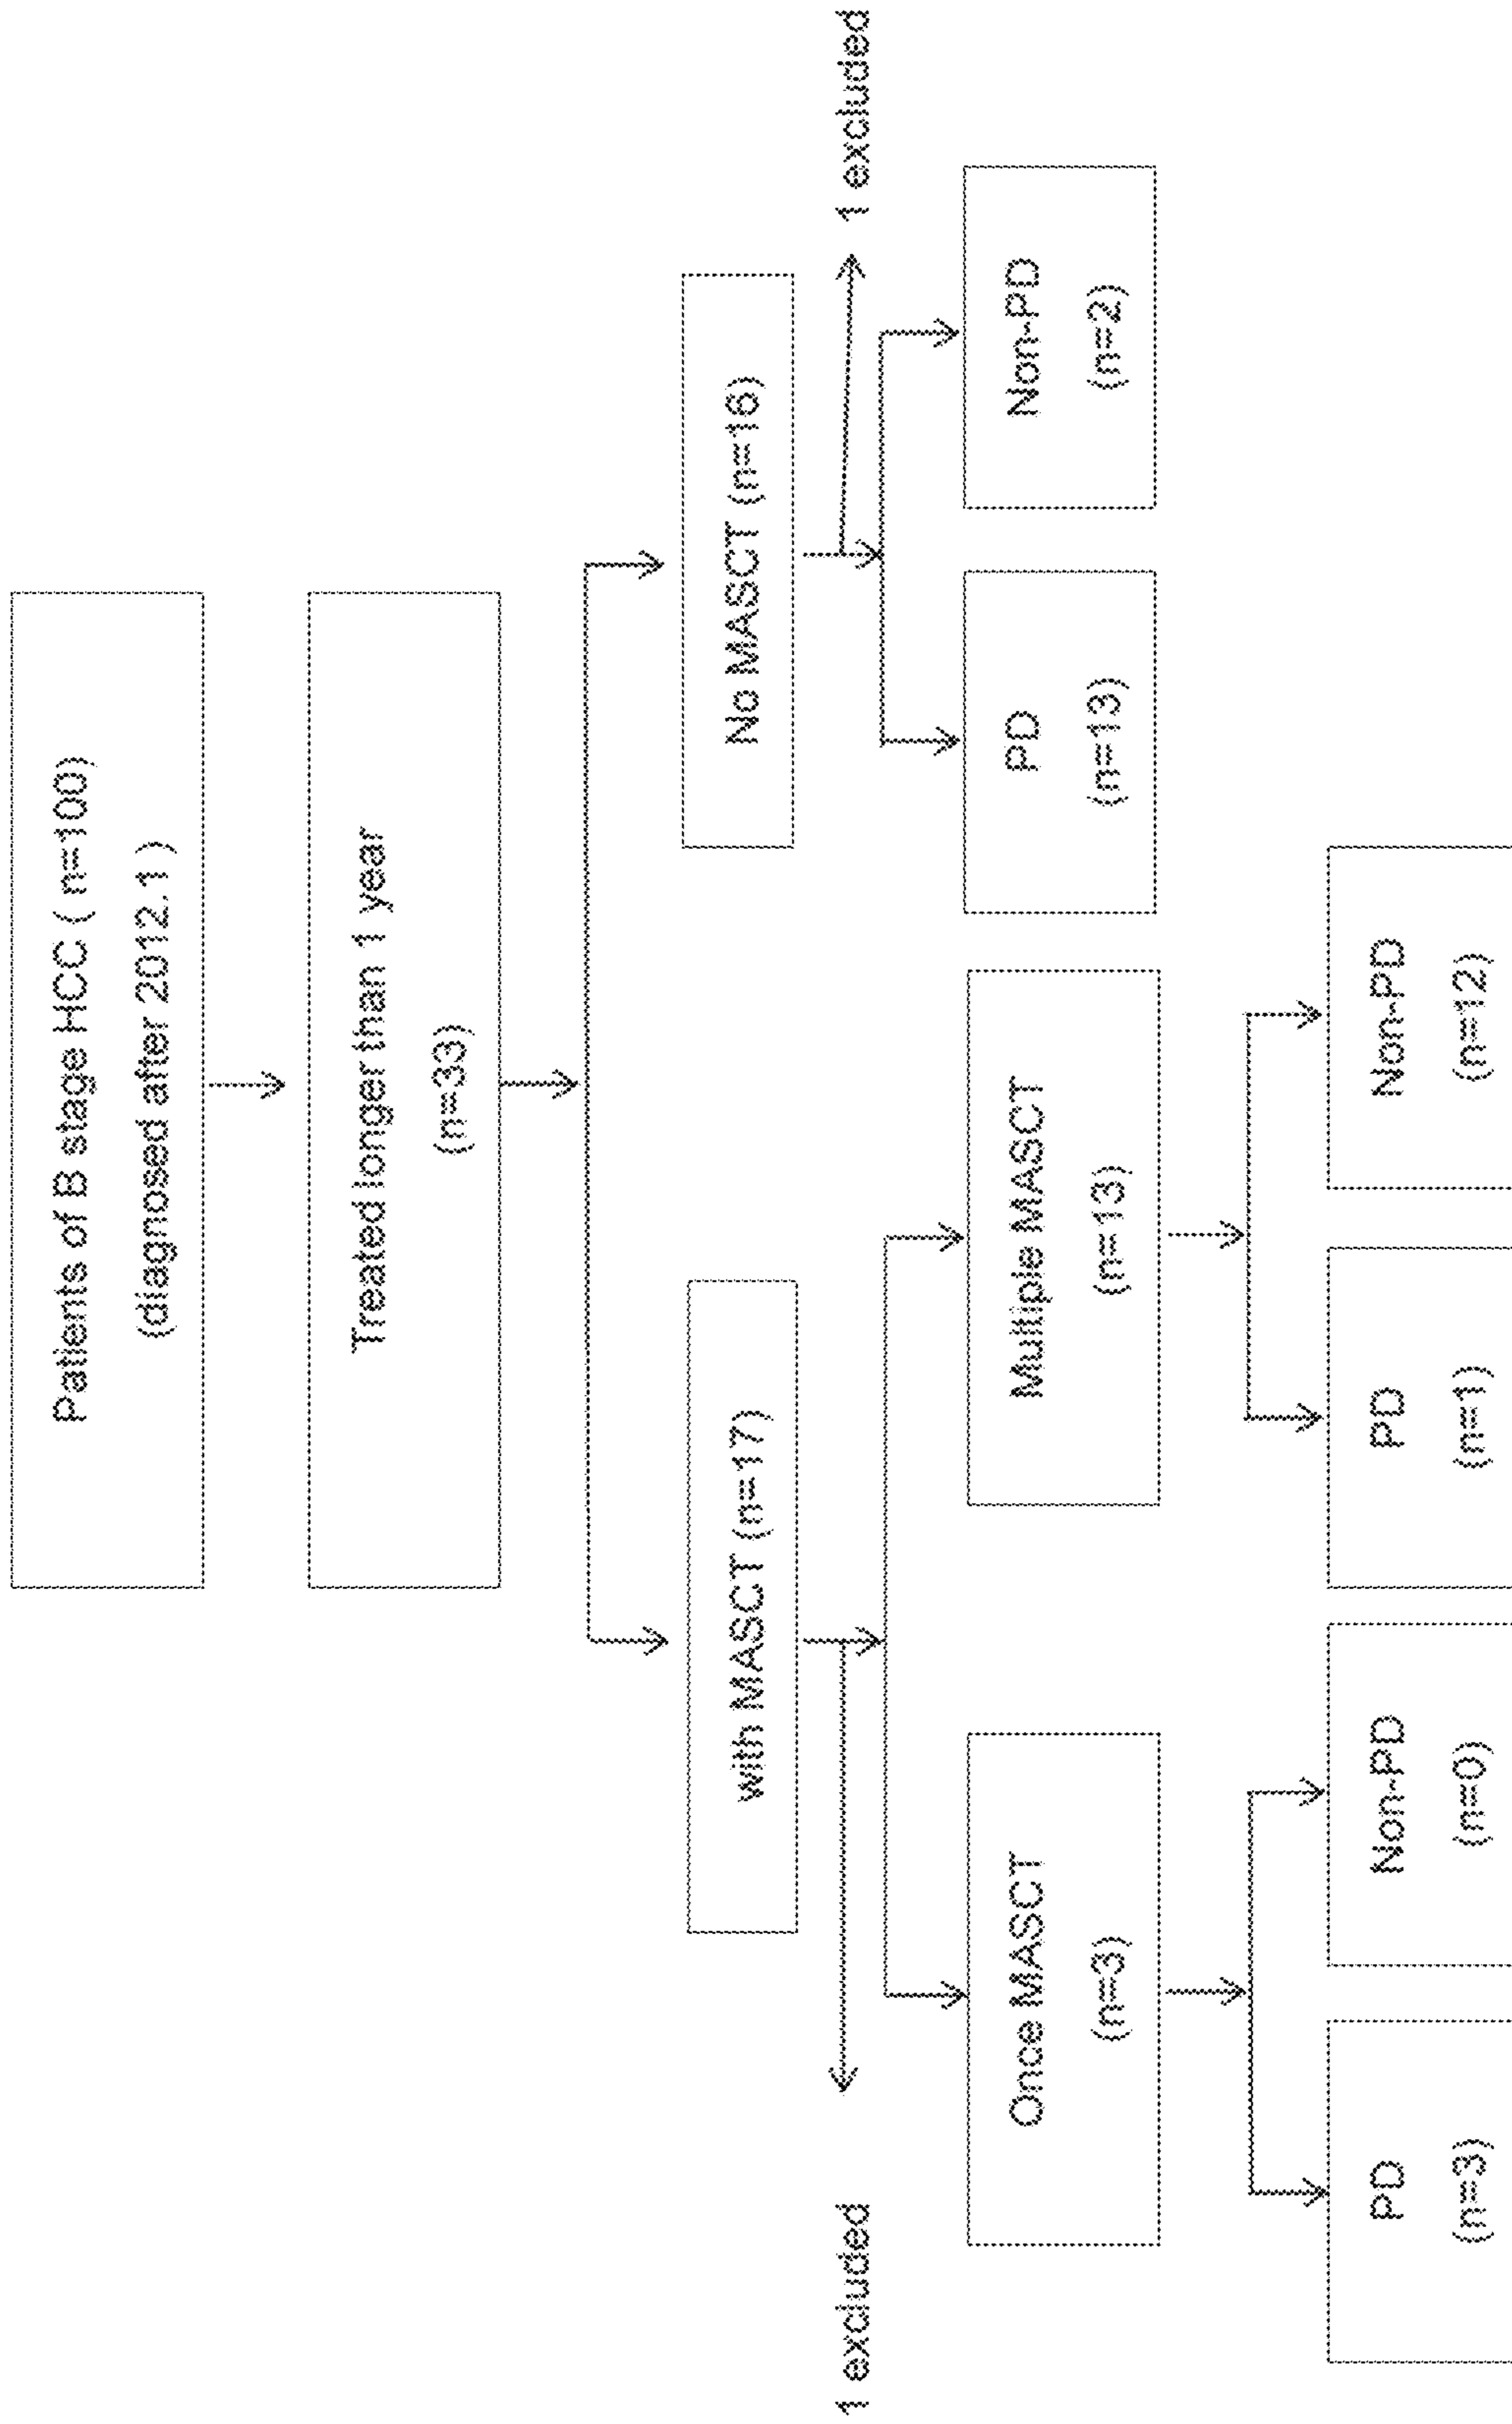 Patients of B stage HCC ( n=100)
(diagnosed after 2012.1 )
Treated longer than 1 year
(n=33)
with MASCT (n=17)
No MASCT (n=16)
1 excluded
1 excluded
Once MASCT
(n=3)
Multiple MASCT
(n=13)
PD
(n=13)
Non-PD
(n=2)
PD
(n=3)
Non-PD
(n=0)
PD
(n=1)
Non-PD
(n=12)